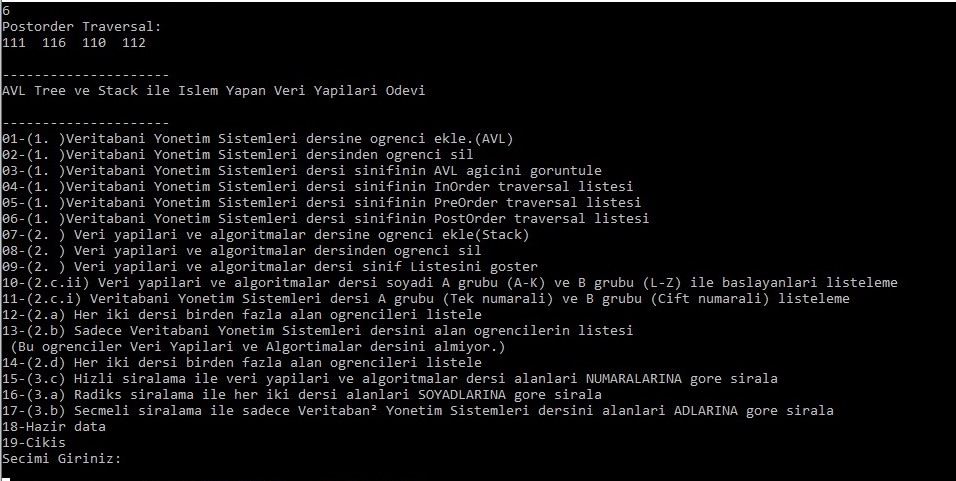 6
Postorder Traversal:
111  116  110  112
---------------------
AVL Tree ve Stack ile Islem Yapan Veri Yapilari Odevi
---------------------
01-(1. )Veritabani Yonetim Sistemleri dersine ogrenci ekle.(AVL)
02-(1. )Veritabani Yonetim Sistemleri dersinden ogrenci sil
03-(1. )Veritabani Yonetim Sistemleri dersi sinifinin AVL agicini goruntule
04-(1. )Veritabani Yonetim Sistemleri dersi sinifinin InOrder traversal listesi
05-(1. )Veritabani Yonetim Sistemleri dersi sinifinin PreOrder traversal listesi
06-(1. )Veritabani Yonetim Sistemleri dersi sinifinin PostOrder traversal listesi
07-(2. ) Veri yapilari ve algoritmalar dersine ogrenci ekle(Stack)
08-(2. ) Veri yapilari ve algoritmalar dersinden ogrenci sil
09-(2. ) Veri yapilari ve algoritmalar dersi sinif Listesini goster
10-(2.c.ii) Veri yapilari ve algoritmalar dersi soyadi A grubu (A-K) ve B grubu (L-Z) ile baslayanlari listeleme
11-(2.c.i) Veritabani Yonetim Sistemleri dersi A grubu (Tek numarali) ve B grubu (Cift numarali) listeleme
12-(2.a) Her iki dersi birden fazla alan ogrencileri listele
13-(2.b) Sadece Veritabani Yonetim Sistemleri dersini alan ogrencilerin listesi
 (Bu ogrenciler Veri Yapilari ve Algortimalar dersini almiyor.)
14-(2.d) Her iki dersi birden fazla alan ogrencileri listele
15-(3.c) Hizli siralama ile veri yapilari ve algoritmalar dersi alanlari NUMARALARINA gore sirala
16-(3.a) Radiks siralama ile her iki dersi alanlari SOYADLARINA gore sirala
17-(3.b) Secmeli siralama ile sadece Veritaban² Yonetim Sistemleri dersini alanlari ADLARINA gore sirala
18-Hazir data
19-Cikis
Secimi Giriniz: